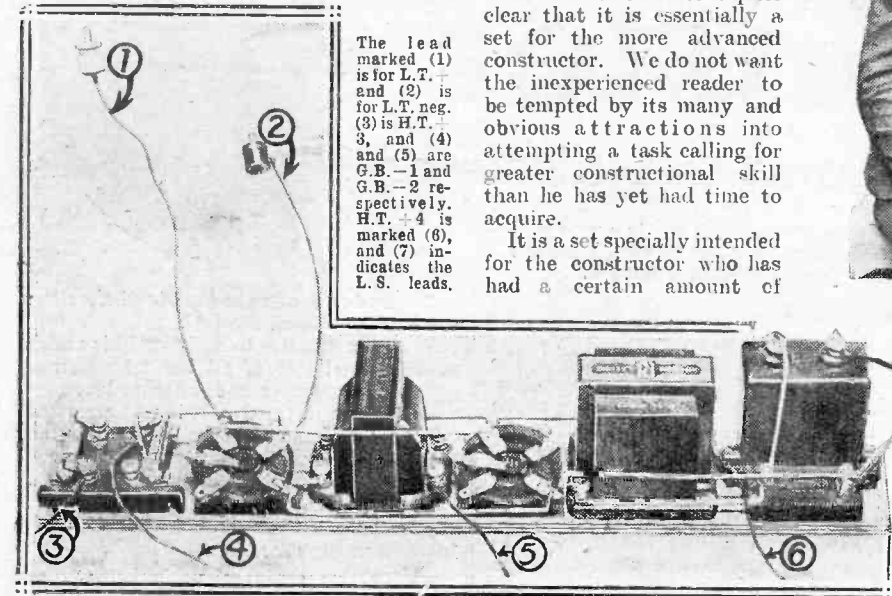 The lead
marked (1)
is for L.T. +
and (2) is
for L.T. neg.
(3) is H.T. +
3, and (4)
and (5) are
G.B.—1 and
G.B.—2 re-
spectively.
H.T. +4 is
marked (6),
and (7) in-
dicates the
L.S. leads.
clear that it is essentially a
set for the more advanced
constructor. We do not want
the inexperienced reader to
be tempted by its many and
obvious attractions into
attempting a task calling for
greater constructional skill
than he has yet had time to
acquire.
It is a set specially intended
for the constructor who has
had a certain amount of
1
2
3
4
5
6